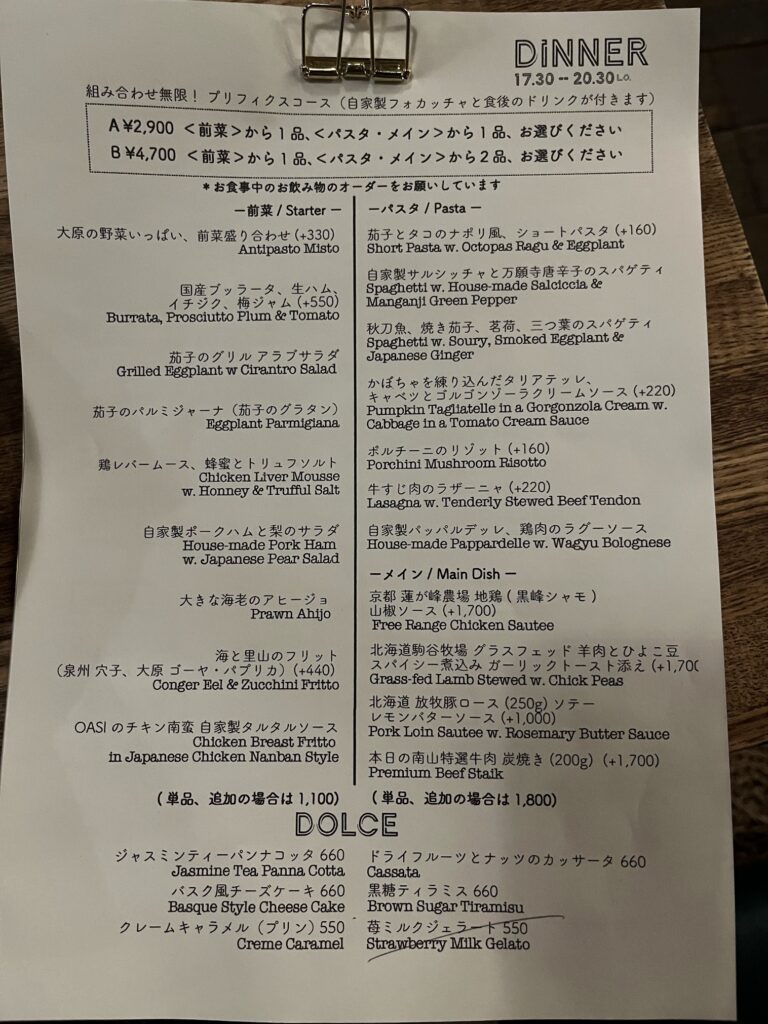 DiNNER
17.30 -- 20.30 L.O.
組み合わせ無限！ プリフィクスコース（自家製フォカッチャと食後のドリンクが付きます）
A ¥2,900 ＜前菜＞から１品、＜パスタ・メイン＞から１品、お選びください
B ¥4,700 ＜前菜＞から１品、＜パスタ・メイン＞から２品、お選びください
＊お食事中のお飲み物のオーダーをお願いしています
ー前菜 / Starter ー
大原の野菜いっぱい、前菜盛り合わせ (+330)
Antipasto Misto
国産ブッラータ、生ハム、
イチジク、梅ジャム (+550)
Burrata, Prosciutto Plum & Tomato
茄子のグリル アラブサラダ
Grilled Eggplant w Cirantro Salad
茄子のパルミジャーナ（茄子のグラタン）
Eggplant Parmigiana
鶏レバームース、蜂蜜とトリュフソルト
Chicken Liver Mousse
w. Honney & Trufful Salt
自家製ポークハムと梨のサラダ
House-made Pork Ham
w. Japanese Pear Salad
大きな海老のアヒージョ
Prawn Ahijo
海と里山のフリット
（泉州 穴子、大原 ゴーヤ・パプリカ）(+440)
Conger Eel & Zucchini Fritto
OASI のチキン南蛮 自家製タルタルソース
Chicken Breast Fritto
in Japanese Chicken Nanban Style
（単品、追加の場合は 1,100）
ーパスタ / Pasta ー
茄子とタコのナポリ風、ショートパスタ (+160)
Short Pasta w. Octopas Ragu & Eggplant
自家製サルシッチャと万願寺唐辛子のスパゲティ
Spaghetti w. House-made Salciccia &
Manganji Green Pepper
秋刀魚、焼き茄子、茗荷、三つ葉のスパゲティ
Spaghetti w. Soury, Smoked Eggplant &
Japanese Ginger
かぼちゃを練り込んだタリアテッレ、
キャベツとゴルゴンゾーラクリームソース (+220)
Pumpkin Tagliatelle in a Gorgonzola Cream w.
Cabbage in a Tomato Cream Sauce
ポルチーニのリゾット (+160)
Porchini Mushroom Risotto
牛すじ肉のラザーニャ (+220)
Lasagna w. Tenderly Stewed Beef Tendon
自家製パッパルデッレ、鶏肉のラグーソース
House-made Pappardelle w. Wagyu Bolognese
ーメイン / Main Dish ー
京都 蓮が峰農場 地鶏 ( 黒峰シャモ )
山椒ソース (+1,700)
Free Range Chicken Sautee
北海道駒谷牧場 グラスフェッド 羊肉とひよこ豆
スパイシー煮込み ガーリックトースト添え (+1,700
Grass-fed Lamb Stewed w. Chick Peas
北海道 放牧豚ロース (250g) ソテー
レモンバターソース (+1,000)
Pork Loin Sautee w. Rosemary Butter Sauce
本日の南山特選牛肉 炭焼き (200g) (+1,700)
Premium Beef Staik
（単品、追加の場合は 1,800）
DOLCE
ジャスミンティーパンナコッタ 660
Jasmine Tea Panna Cotta
バスク風チーズケーキ 660
Basque Style Cheese Cake
クレームキャラメル（プリン）550
Creme Caramel
ドライフルーツとナッツのカッサータ 660
Cassata
黒糖ティラミス 660
Brown Sugar Tiramisu
苺ミルクジェラート 550
Strawberry Milk Gelato